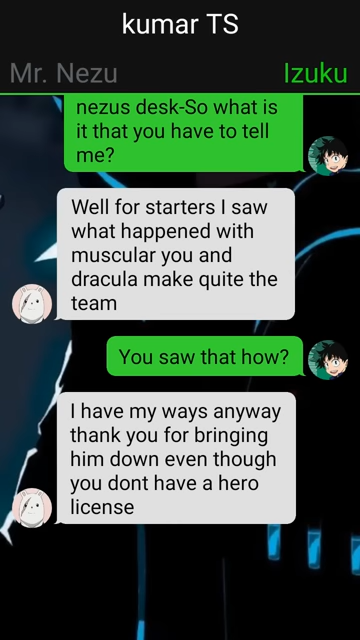 kumar TS
Mr. Nezu Izuku
nezus desk-So what is
it that you have to tell
me?
Well for starters I saw
what happened with
muscular you and
dracula make quite the
team
You saw that how?
I have my ways anyway
thank you for bringing
him down even though
you dont have a hero
license